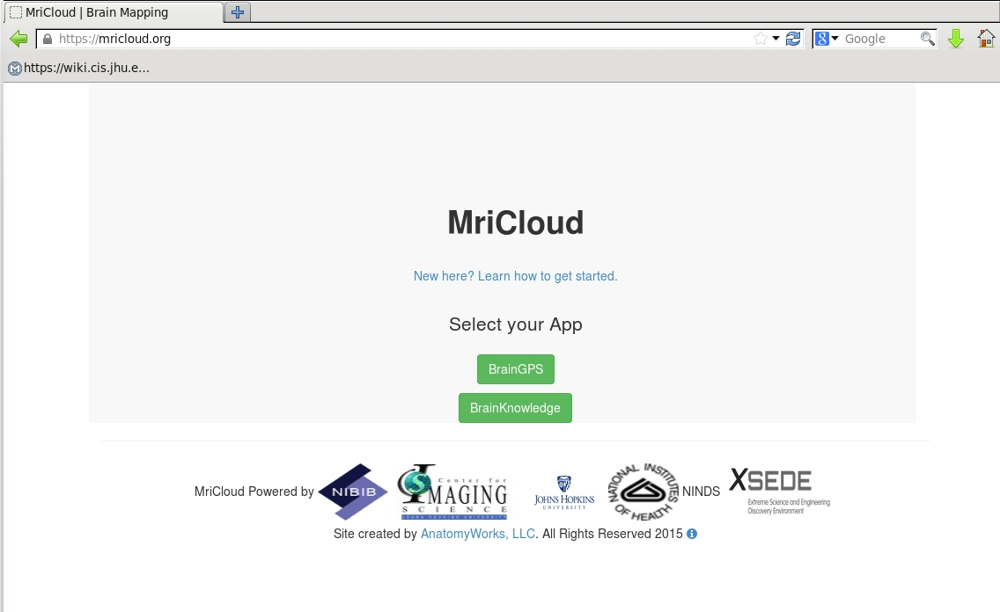 MriCloud | Brain Mapping
https://mricloud.org
Google
https://wiki.cis.jhu.e...
MriCloud
New here? Learn how to get started.
Select your App
BrainGPS
BrainKnowledge
MriCloud Powered by
NIBIB
Center for
IMAGING
SCIENCE
JOHNS HOPKINS UNIVERSITY
JOHNS HOPKINS
UNIVERSITY
NATIONAL INSTITUTES
OF HEALTH
NINDS
XSEDE
Extreme Science and Engineering
Discovery Environment
Site created by AnatomyWorks, LLC. All Rights Reserved 2015